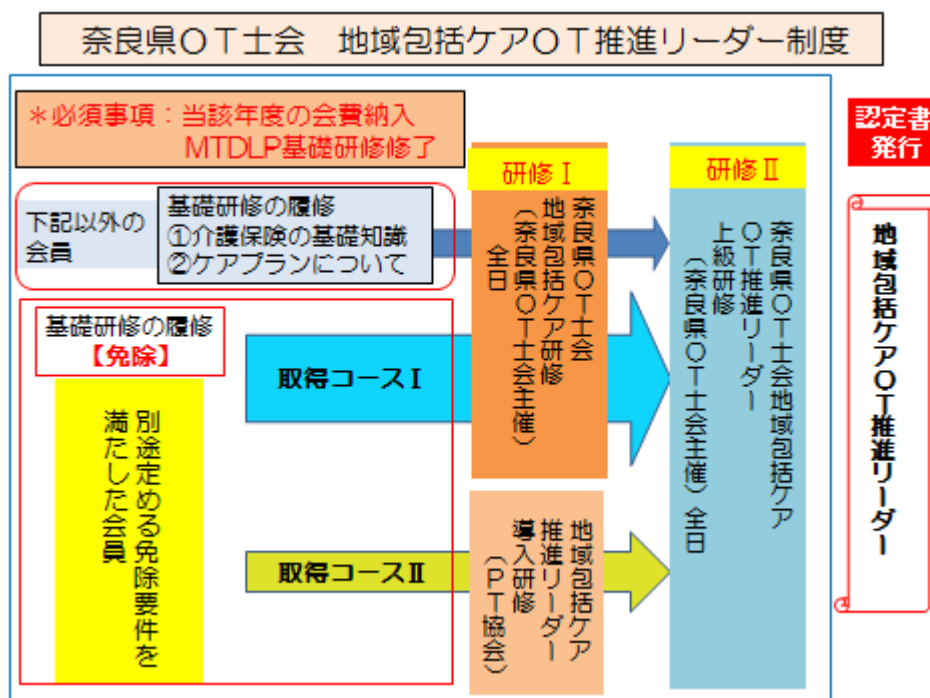 奈良県OT士会　地域包括ケアOT推進リーダー制度
＊必須事項：当該年度の会費納入
MTDLP基礎研修修了
下記以外の
会員
基礎研修の履修
①介護保険の基礎知識
②ケアプランについて
基礎研修の履修
【免除】
別途定める免除要件を
満たした会員
取得コースⅠ
取得コースⅡ
研修Ⅰ
奈良県OT士会
地域包括ケア研修
（奈良県OT士会主催）
全日
地域包括ケア
推進リーダー
導入研修
（PT協会）
研修Ⅱ
奈良県OT士会地域包括ケア
OT推進リーダー
上級研修
（奈良県OT士会主催）全日
認定書
発行
地域包括ケアOT推進リーダー